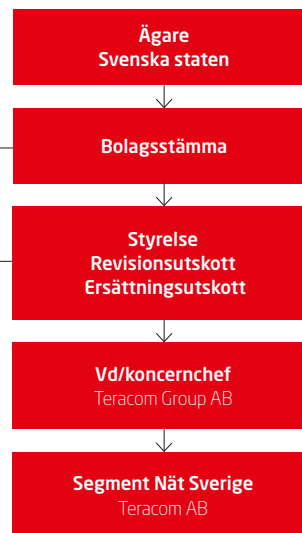 Ägare
Svenska staten
Bolagsstämma
Styrelse
Revisionsutskott
Ersättningsutskott
Vd/koncernchef
Teracom Group AB
Segment Nät Sverige
Teracom AB